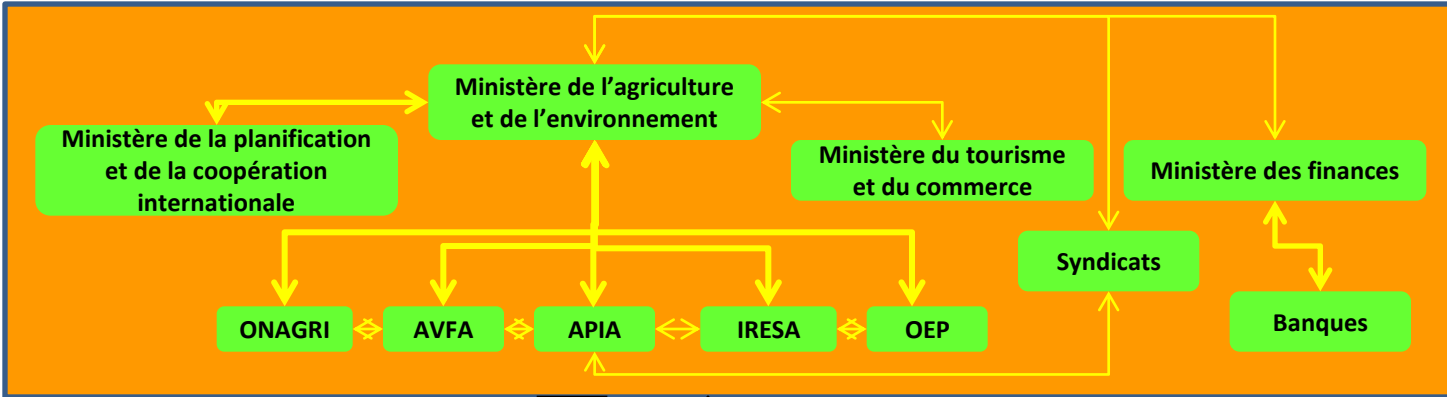 Ministère de l’agriculture
et de l’environnement
Ministère de la planification
et de la coopération
internationale
Ministère du tourisme
et du commerce
Ministère des finances
Syndicats
ONAGRI
AVFA
APIA
IRESA
OEP
Banques